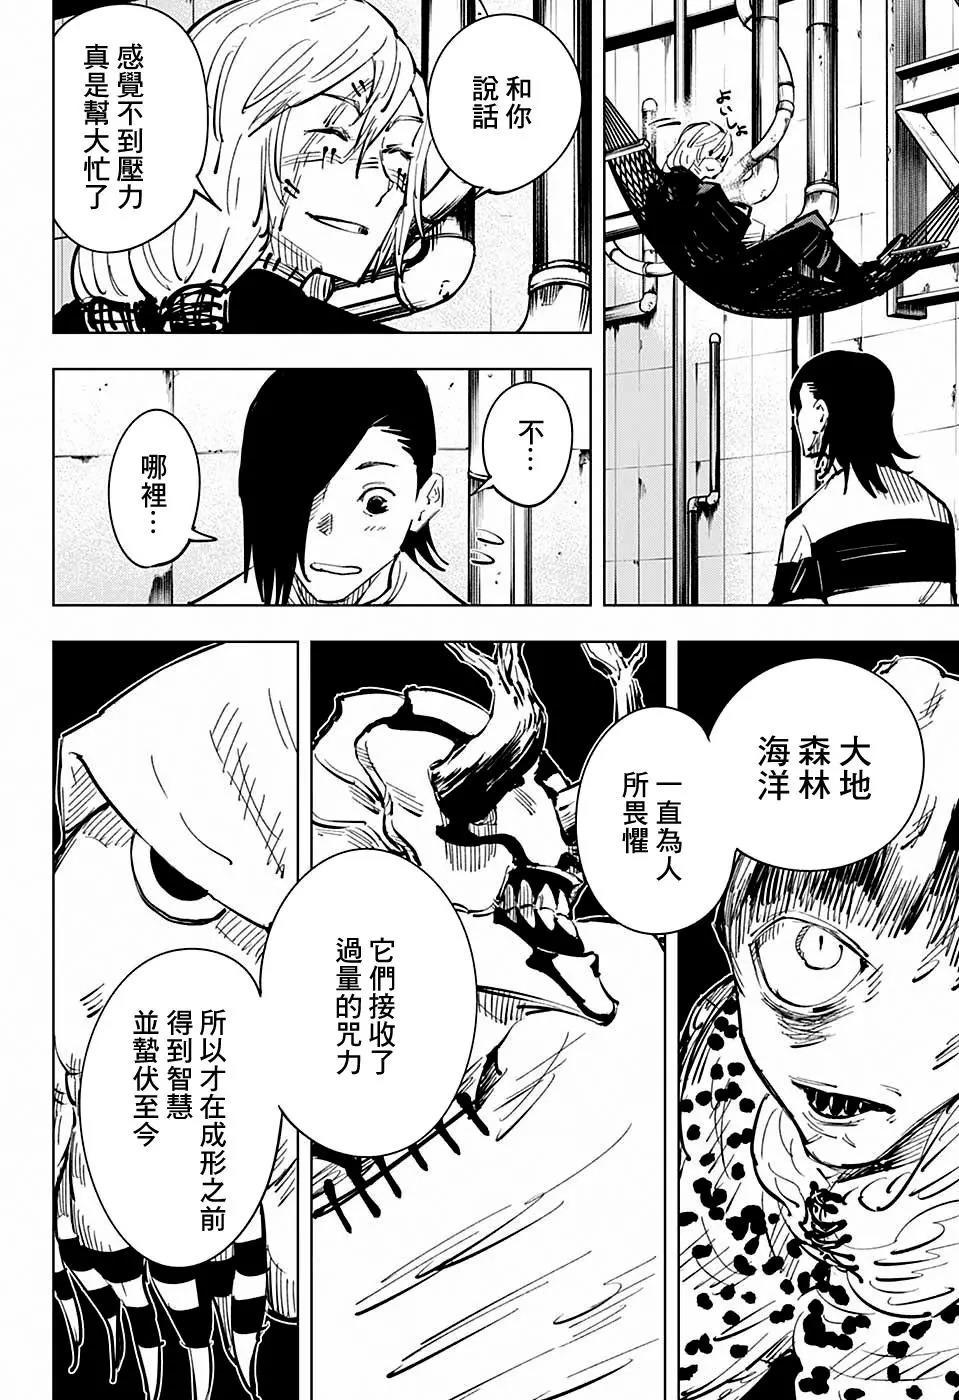 よいしょ
和你
說話
感覺不到壓力
真是幫大忙了
不…
哪裡…
大地
森林
海洋
一直為人
所畏懼
它們接收了
過量的咒力
所以才在成形之前
得到智慧
並蟄伏至今